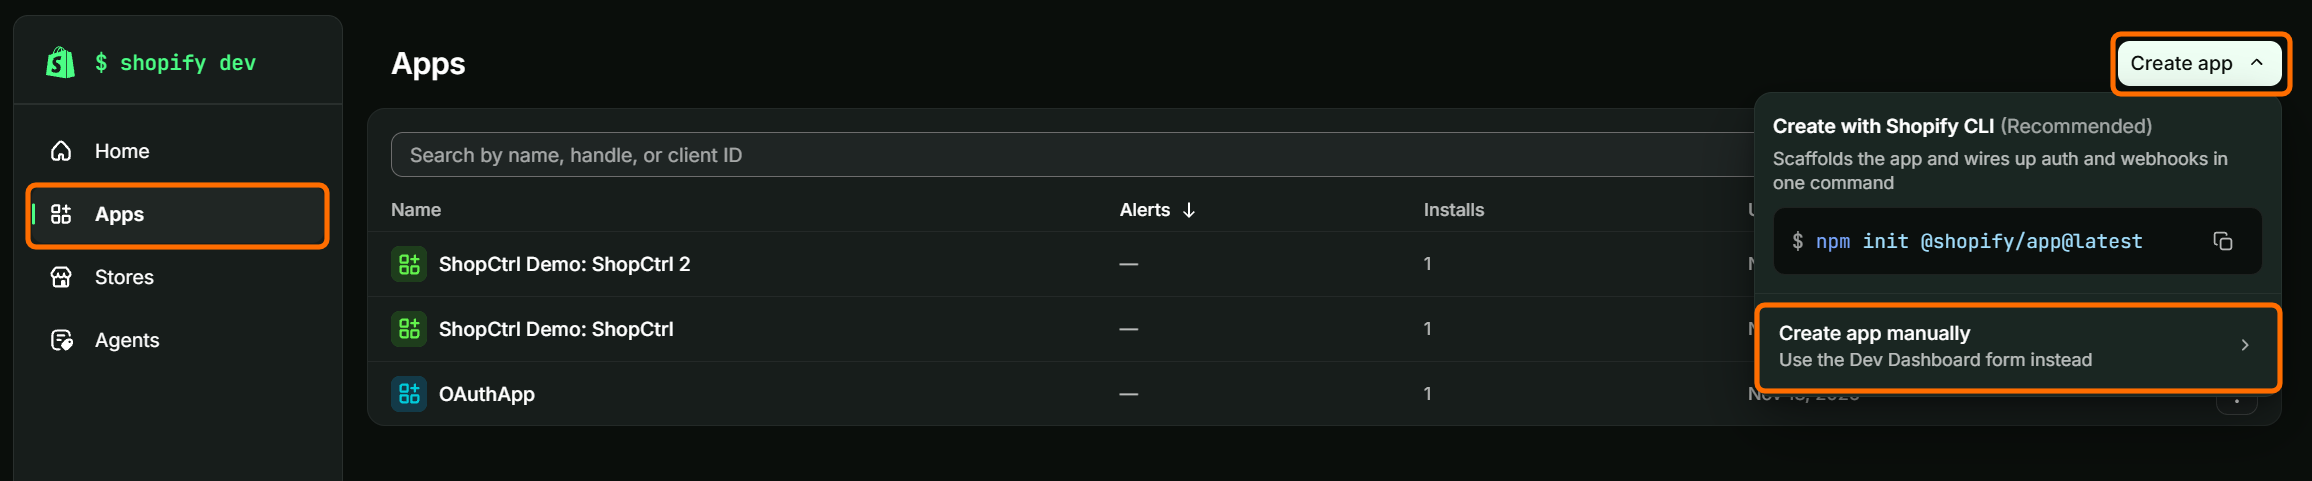 $ shopify dev
Home
Apps
Stores
Agents
Apps
Create app
Search by name, handle, or client ID
Name Alerts Installs
ShopCtrl Demo: ShopCtrl 2 — 1
ShopCtrl Demo: ShopCtrl — 1
OAuthApp — 1
Create with Shopify CLI (Recommended)
Scaffolds the app and wires up auth and webhooks in
one command
$ npm init @shopify/app@latest
Create app manually
Use the Dev Dashboard form instead